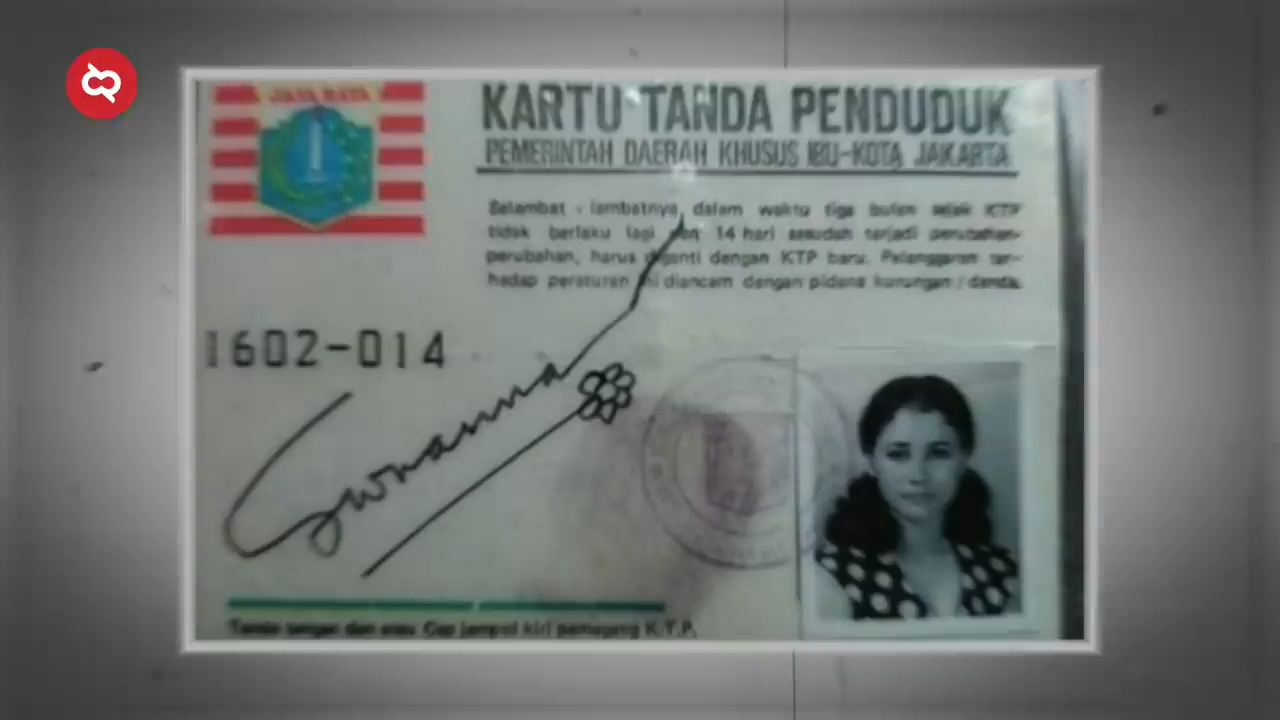 JAYA RAYA
KARTU TANDA PENDUDUK
PEMERINTAH DAERAH KHUSUS IBU-KOTA JAKARTA
Selambat - lambatnya dalam waktu tiga bulan sejak KTP
tidak berlaku lagi dan 14 hari sesudah terjadi perubahan-
perubahan, harus diganti dengan KTP baru. Pelanggaran ter-
hadap peraturan ini diancam dengan pidana kurungan / denda.
1602-014
Tanda tangan dan atau Cap jempol kiri pemegang K.T.P.